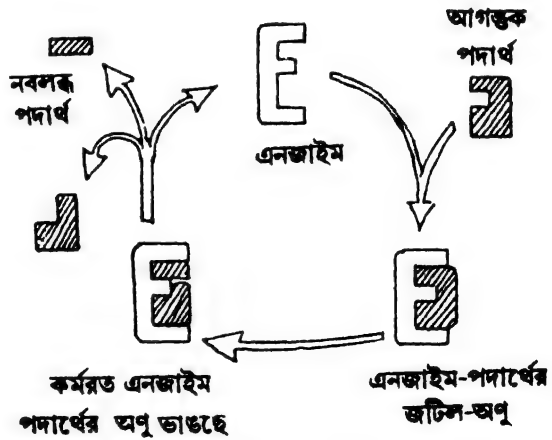 আগন্তুক
পদার্থ
নবলব্ধ
পদার্থ
এনজাইম
এনজাইম-পদার্থের
জটিল-অণু
কর্মরত এনজাইম
পদার্থের অণু ভাঙছে